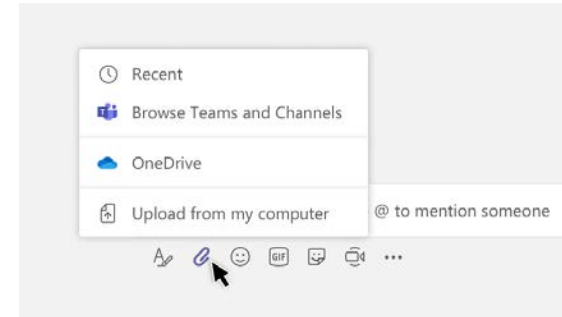 Recent
Browse Teams and Channels
OneDrive
Upload from my computer
@ to mention someone
GIF